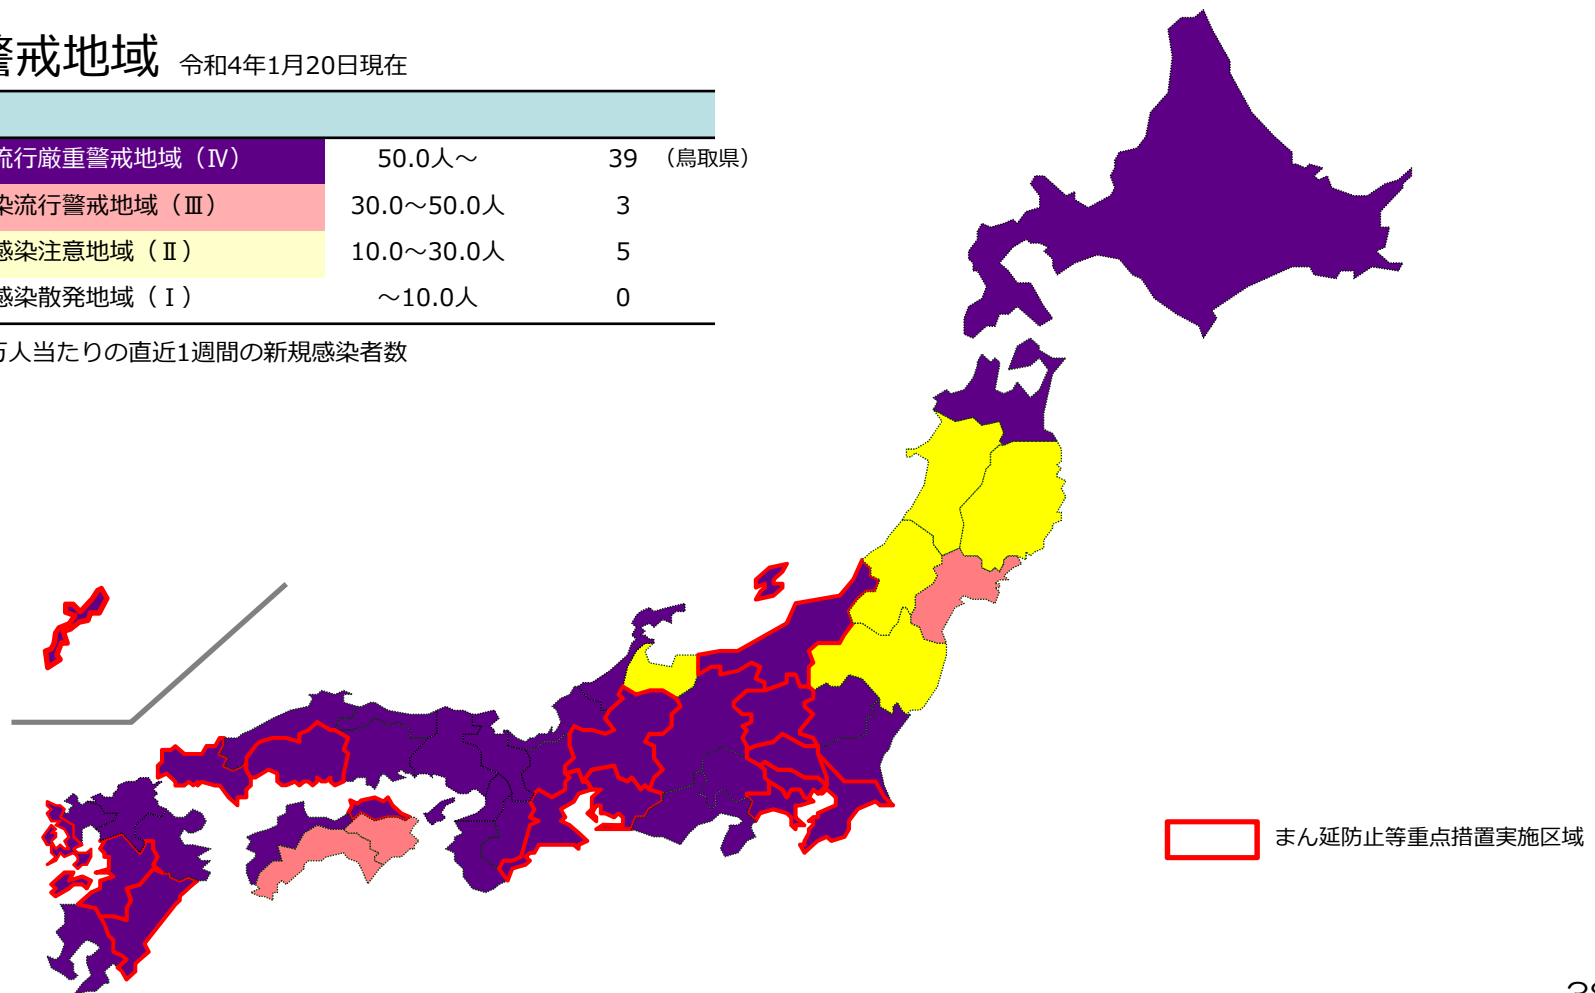 警戒地域 令和4年1月20日現在
流行厳重警戒地域（Ⅳ） 50.0人～ 39 （鳥取県）
染流行警戒地域（Ⅲ） 30.0～50.0人 3
感染注意地域（Ⅱ） 10.0～30.0人 5
感染散発地域（Ⅰ） ～10.0人 0
万人当たりの直近1週間の新規感染者数
まん延防止等重点措置実施区域